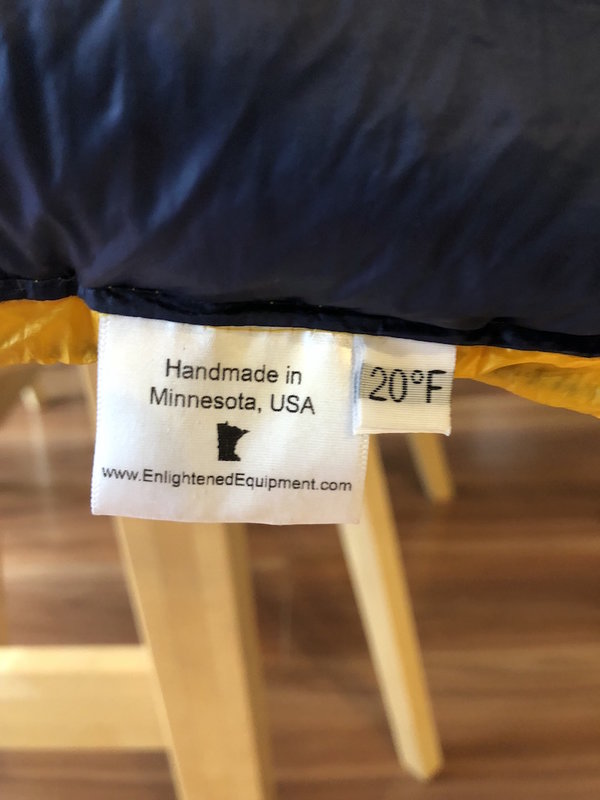 Handmade in
Minnesota, USA
www.EnlightenedEquipment.com
20°F